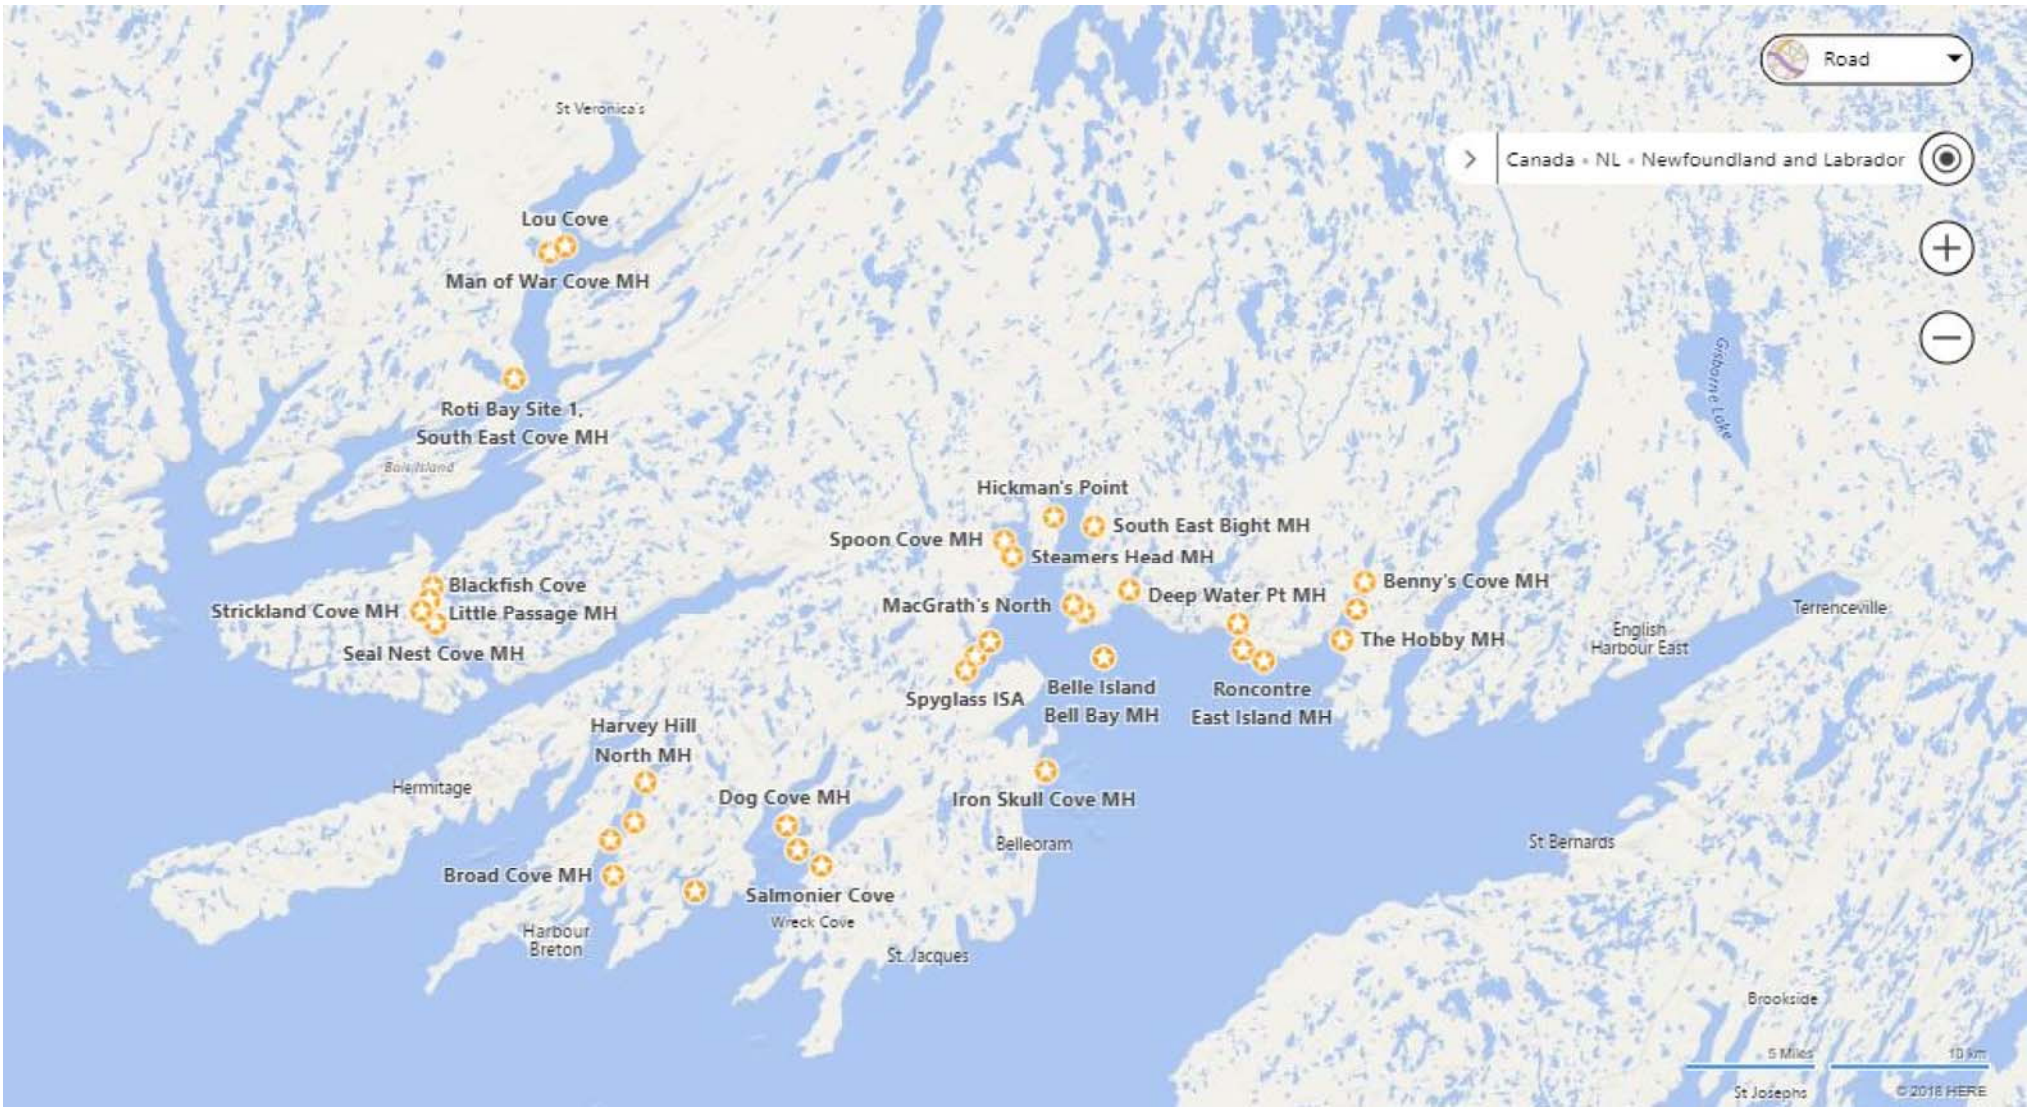 Road
St Veronica's
Canada • NL • Newfoundland and Labrador
Lou Cove
Man of War Cove MH
Gisborne Lake
Roti Bay Site 1,
South East Cove MH
Bois Island
Hickman's Point
South East Bight MH
Spoon Cove MH
Steamers Head MH
Blackfish Cove
Benny's Cove MH
Deep Water Pt MH
Strickland Cove MH
Little Passage MH
MacGrath's North
Terrenceville
English
Harbour East
The Hobby MH
Seal Nest Cove MH
Spyglass ISA
Belle Island
Bell Bay MH
Roncontre
East Island MH
Harvey Hill
North MH
Hermitage
Dog Cove MH
Iron Skull Cove MH
Belleoram
St Bernards
Broad Cove MH
Salmonier Cove
Wreck Cove
Harbour
Breton
St. Jacques
Brookside
5 Miles
10 km
St Josephs
© 2018 HERE